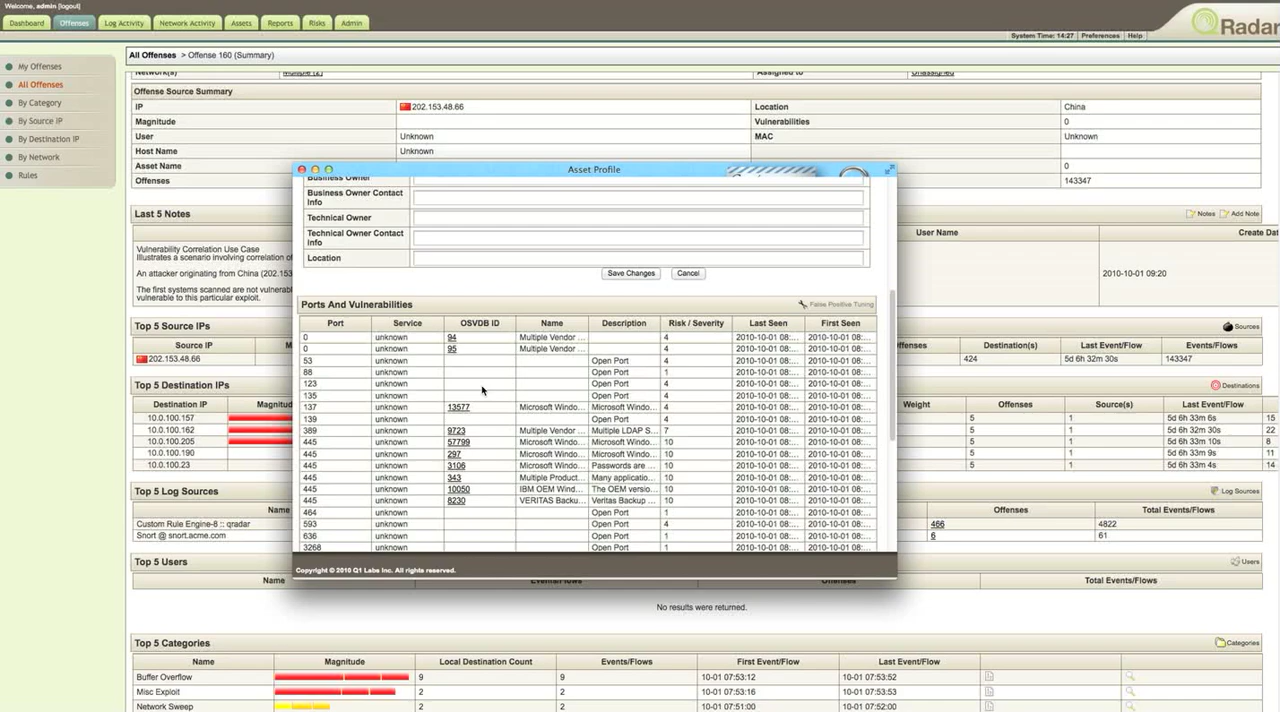 Welcome, admin [logout]
Dashboard Offenses Log Activity Network Activity Assets Reports Risks Admin
QRadar
System Time: 14:27 Preferences Help
My Offenses
All Offenses
By Category
By Source IP
By Destination IP
By Network
Rules
All Offenses > Offense 160 (Summary)
Network(s) Multiple (2) Assigned to Unassigned
Offense Source Summary
IP 202.153.48.66 Location China
Magnitude Vulnerabilities 0
User Unknown MAC Unknown
Host Name Unknown
Asset Name 0
Offenses 143347
Last 5 Notes Notes Add Note
User Name Create Dat
Vulnerability Correlation Use Case
Illustrates a scenario involving correlation of
An attacker originating from China (202.153
2010-10-01 09:20
The first systems scanned are not vulnerabl
vulnerable to this particular exploit.
Top 5 Source IPs Sources
Source IP M ffenses Destination(s) Last Event/Flow Events/Flows
202.153.48.66 424 5d 6h 32m 30s 143347
Top 5 Destination IPs Destinations
Destination IP Magnitud Weight Offenses Source(s) Last Event/Flow
10.0.100.157 5 1 5d 6h 33m 6s 15
10.0.100.162 5 1 5d 6h 32m 30s 22
10.0.100.205 5 1 5d 6h 33m 10s 8
10.0.100.190 5 1 5d 6h 33m 9s 11
10.0.100.23 5 1 5d 6h 33m 4s 14
Top 5 Log Sources Log Sources
Name Offenses Total Events/Flows
Custom Rule Engine-8 :: qradar 466 4822
Snort @ snort.acme.com 6 61
Top 5 Users Users
Name Events/Flows Offenses Total Events/Flows
No results were returned.
Top 5 Categories Categories
Name Magnitude Local Destination Count Events/Flows First Event/Flow Last Event/Flow
Buffer Overflow 9 9 10-01 07:53:12 10-01 07:53:52
Misc Exploit 2 2 10-01 07:53:16 10-01 07:53:53
Network Sweep 2 2 10-01 07:51:00 10-01 07:52:00
Asset Profile
Business Owner
Business Owner Contact
Info
Technical Owner
Technical Owner Contact
Info
Location
Save Changes Cancel
Ports And Vulnerabilities False Positive Tuning
Port Service OSVDB ID Name Description Risk / Severity Last Seen First Seen
0 unknown 94 Multiple Vendor ... 4 2010-10-01 08:... 2010-10-01 08:...
0 unknown 95 Multiple Vendor ... 4 2010-10-01 08:... 2010-10-01 08:...
53 unknown Open Port 4 2010-10-01 08:... 2010-10-01 08:...
88 unknown Open Port 1 2010-10-01 08:... 2010-10-01 08:...
123 unknown Open Port 4 2010-10-01 08:... 2010-10-01 08:...
135 unknown Open Port 4 2010-10-01 08:... 2010-10-01 08:...
137 unknown 13577 Microsoft Windo... Microsoft Windo... 4 2010-10-01 08:... 2010-10-01 08:...
139 unknown Open Port 4 2010-10-01 08:... 2010-10-01 08:...
389 unknown 9723 Multiple Vendor ... Multiple LDAP S... 7 2010-10-01 08:... 2010-10-01 08:...
445 unknown 57799 Microsoft Windo... Microsoft Windo... 10 2010-10-01 08:... 2010-10-01 08:...
445 unknown 297 Microsoft Windo... Microsoft Windo... 10 2010-10-01 08:... 2010-10-01 08:...
445 unknown 3106 Microsoft Windo... Passwords are ... 10 2010-10-01 08:... 2010-10-01 08:...
445 unknown 343 Multiple Product... Many applicatio... 10 2010-10-01 08:... 2010-10-01 08:...
445 unknown 10050 IBM OEM Wind... The OEM versio... 10 2010-10-01 08:... 2010-10-01 08:...
445 unknown 8230 VERITAS Backu... Veritas Backup ... 10 2010-10-01 08:... 2010-10-01 08:...
464 unknown Open Port 1 2010-10-01 08:... 2010-10-01 08:...
593 unknown Open Port 4 2010-10-01 08:... 2010-10-01 08:...
636 unknown Open Port 1 2010-10-01 08:... 2010-10-01 08:...
3268 unknown Open Port 1 2010-10-01 08:... 2010-10-01 08:...
Copyright © 2010 Q1 Labs Inc. All rights reserved.